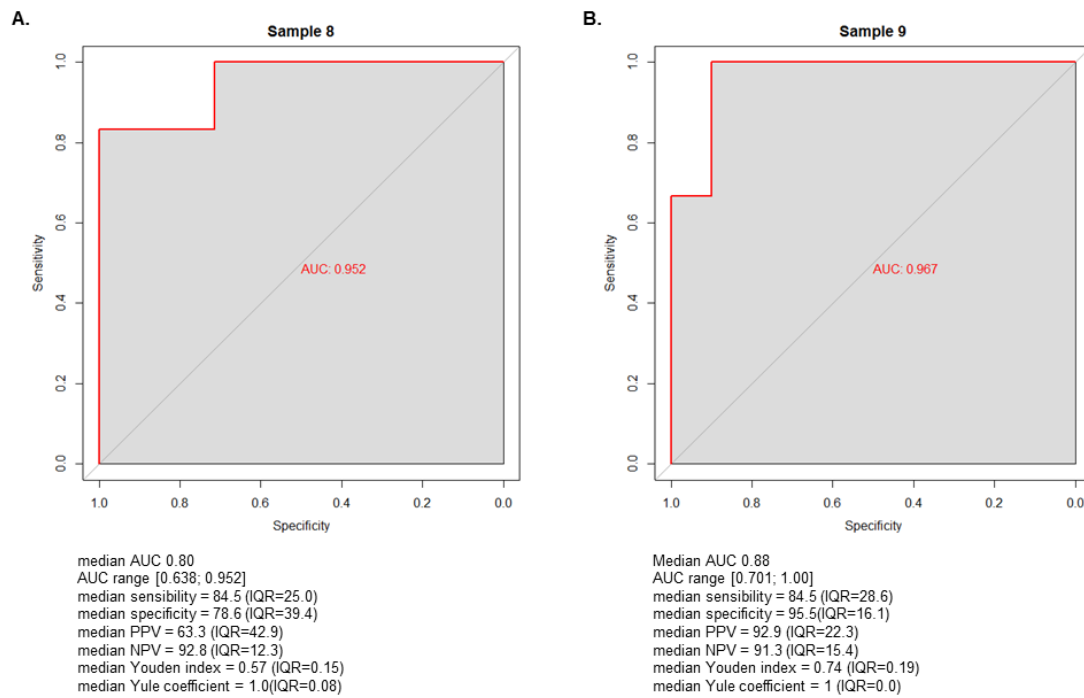 A.
Sample 8
1.0
0.8
0.6
0.4
0.2
0.0
Sensitivity
AUC: 0.952
1.0 0.8 0.6 0.4 0.2 0.0
Specificity
median AUC 0.80
AUC range [0.638; 0.952]
median sensibility = 84.5 (IQR=25.0)
median specificity = 78.6 (IQR=39.4)
median PPV = 63.3 (IQR=42.9)
median NPV = 92.8 (IQR=12.3)
median Youden index = 0.57 (IQR=0.15)
median Yule coefficient = 1.0(IQR=0.08)
B.
Sample 9
1.0
0.8
0.6
0.4
0.2
0.0
Sensitivity
AUC: 0.967
1.0 0.8 0.6 0.4 0.2 0.0
Specificity
Median AUC 0.88
AUC range [0.701; 1.00]
median sensibility = 84.5 (IQR=28.6)
median specificity = 95.5(IQR=16.1)
median PPV = 92.9 (IQR=22.3)
median NPV = 91.3 (IQR=15.4)
median Youden index = 0.74 (IQR=0.19)
median Yule coefficient = 1 (IQR=0.0)